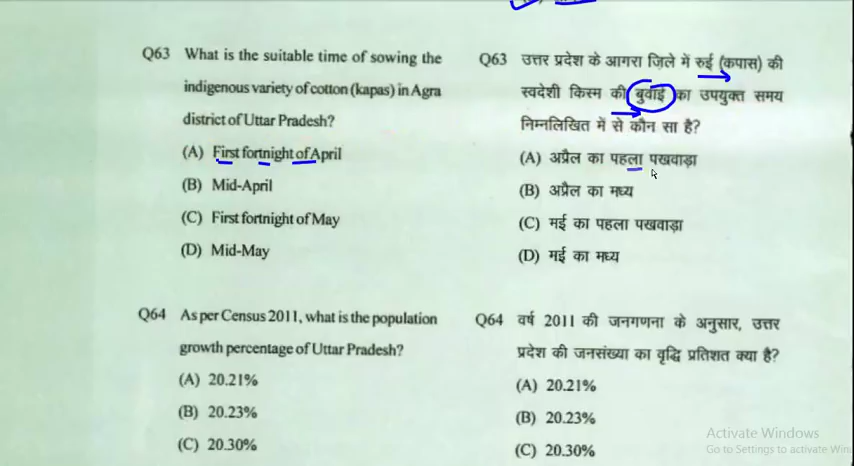 Q63 What is the suitable time of sowing the
indigenous variety of cotton (kapas) in Agra
district of Uttar Pradesh?
(A) First fortnight of April
(B) Mid-April
(C) First fortnight of May
(D) Mid-May
Q64 As per Census 2011, what is the population
growth percentage of Uttar Pradesh?
(A) 20.21%
(B) 20.23%
(C) 20.30%
Q63 उत्तर प्रदेश के आगरा ज़िले में रुई (कपास) की
स्वदेशी किस्म की बुवाई का उपयुक्त समय
निम्नलिखित में से कौन सा है?
(A) अप्रैल का पहला पखवाड़ा
(B) अप्रैल का मध्य
(C) मई का पहला पखवाड़ा
(D) मई का मध्य
Q64 वर्ष 2011 की जनगणना के अनुसार, उत्तर
प्रदेश की जनसंख्या का वृद्धि प्रतिशत क्या है?
(A) 20.21%
(B) 20.23%
(C) 20.30%
Activate Windows
Go to Settings to activate Win